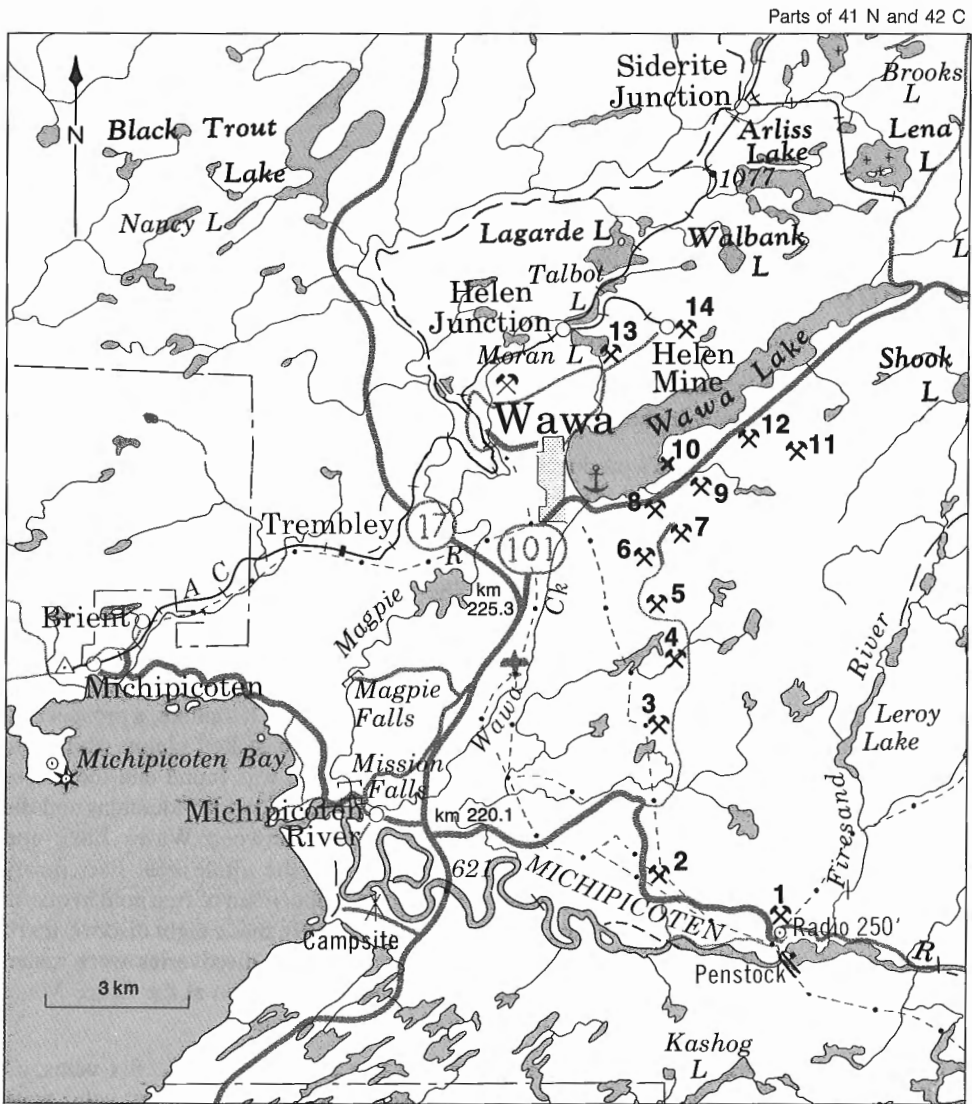 Parts of 41 N and 42 C
Siderite
Junction
Brooks
L
N
Black Trout
Lake
Arliss
Lake
Lena
L
1077
Nancy L
Lagarde L
Walbank
L
L
Talbot
L
Helen
Junction
13
14
Moran L
Helen
Mine
Wawa Lake
Shook
L
Wawa
12
11
10
9
8
7
6
Trembley
17
101
R
A C
km
225.3
Ck
5
Brient
Magpie
4
River
Michipicoten
Magpie
Falls
Wawa
3
Leroy
Lake
Michipicoten Bay
Mission
Falls
Michipicoten
River
km 220.1
Firesand
621
MICHIPICOTEN
2
1
Radio 250'
Campsite
R
Penstock
3 km
Kashog
L